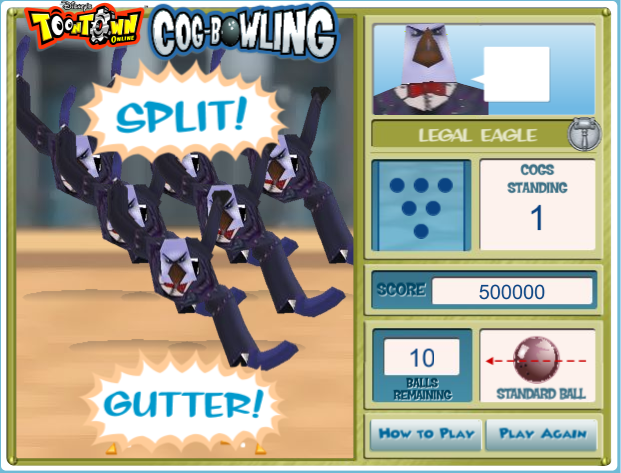 Disney's
TOONTOWN
ONLINE
COG-BOWLING
SPLIT!
GUTTER!
LEGAL EAGLE
COGS
STANDING
1
SCORE
500000
10
BALLS
REMAINING
STANDARD BALL
HOW TO PLAY
PLAY AGAIN